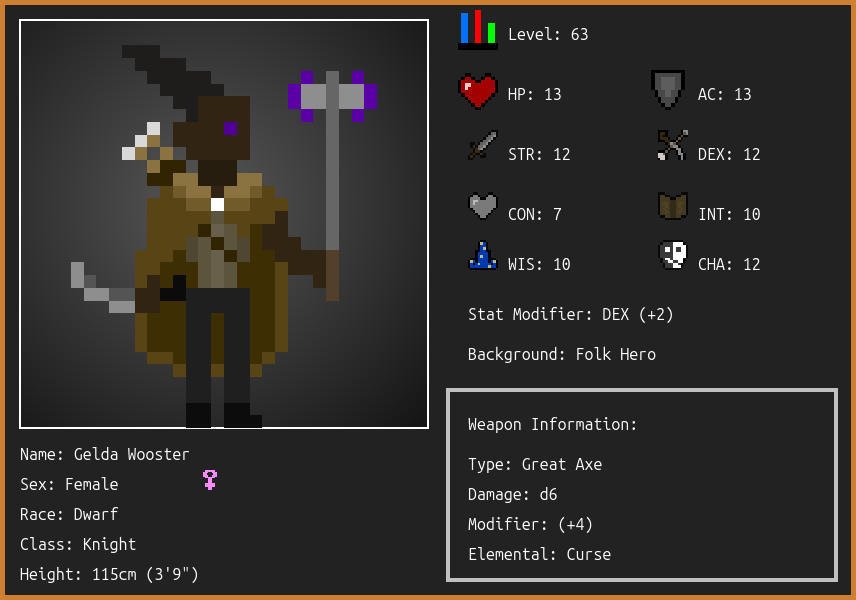 Level: 63
HP: 13
AC: 13
STR: 12
DEX: 12
CON: 7
INT: 10
WIS: 10
CHA: 12
Stat Modifier: DEX (+2)
Background: Folk Hero
Weapon Information:
Type: Great Axe
Damage: d6
Modifier: (+4)
Elemental: Curse
Name: Gelda Wooster
Sex: Female
Race: Dwarf
Class: Knight
Height: 115cm (3'9")